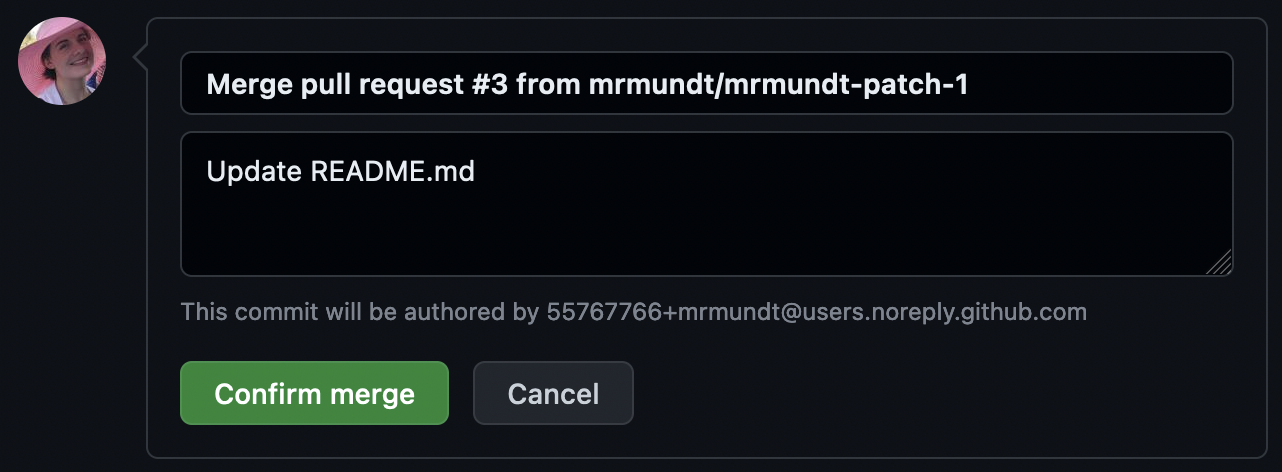 Merge pull request #3 from mrmundt/mrmundt-patch-1
Update README.md
This commit will be authored by 55767766+mrmundt@users.noreply.github.com
Confirm merge
Cancel